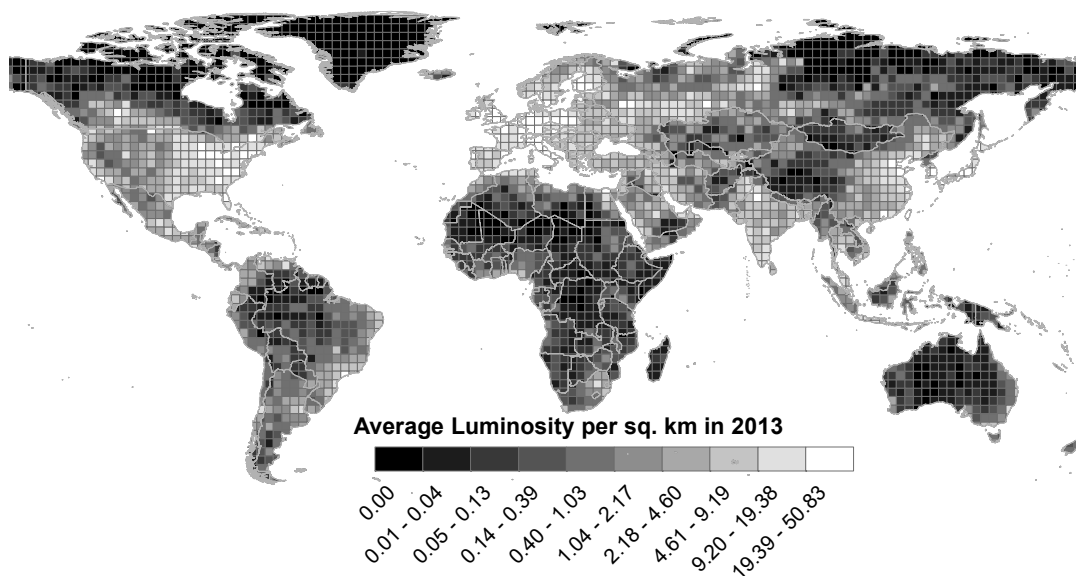 Average Luminosity per sq. km in 2013
0.00
0.01 - 0.04
0.05 - 0.13
0.14 - 0.39
0.40 - 1.03
1.04 - 2.17
2.18 - 4.60
4.61 - 9.19
9.20 - 19.38
19.39 - 50.83